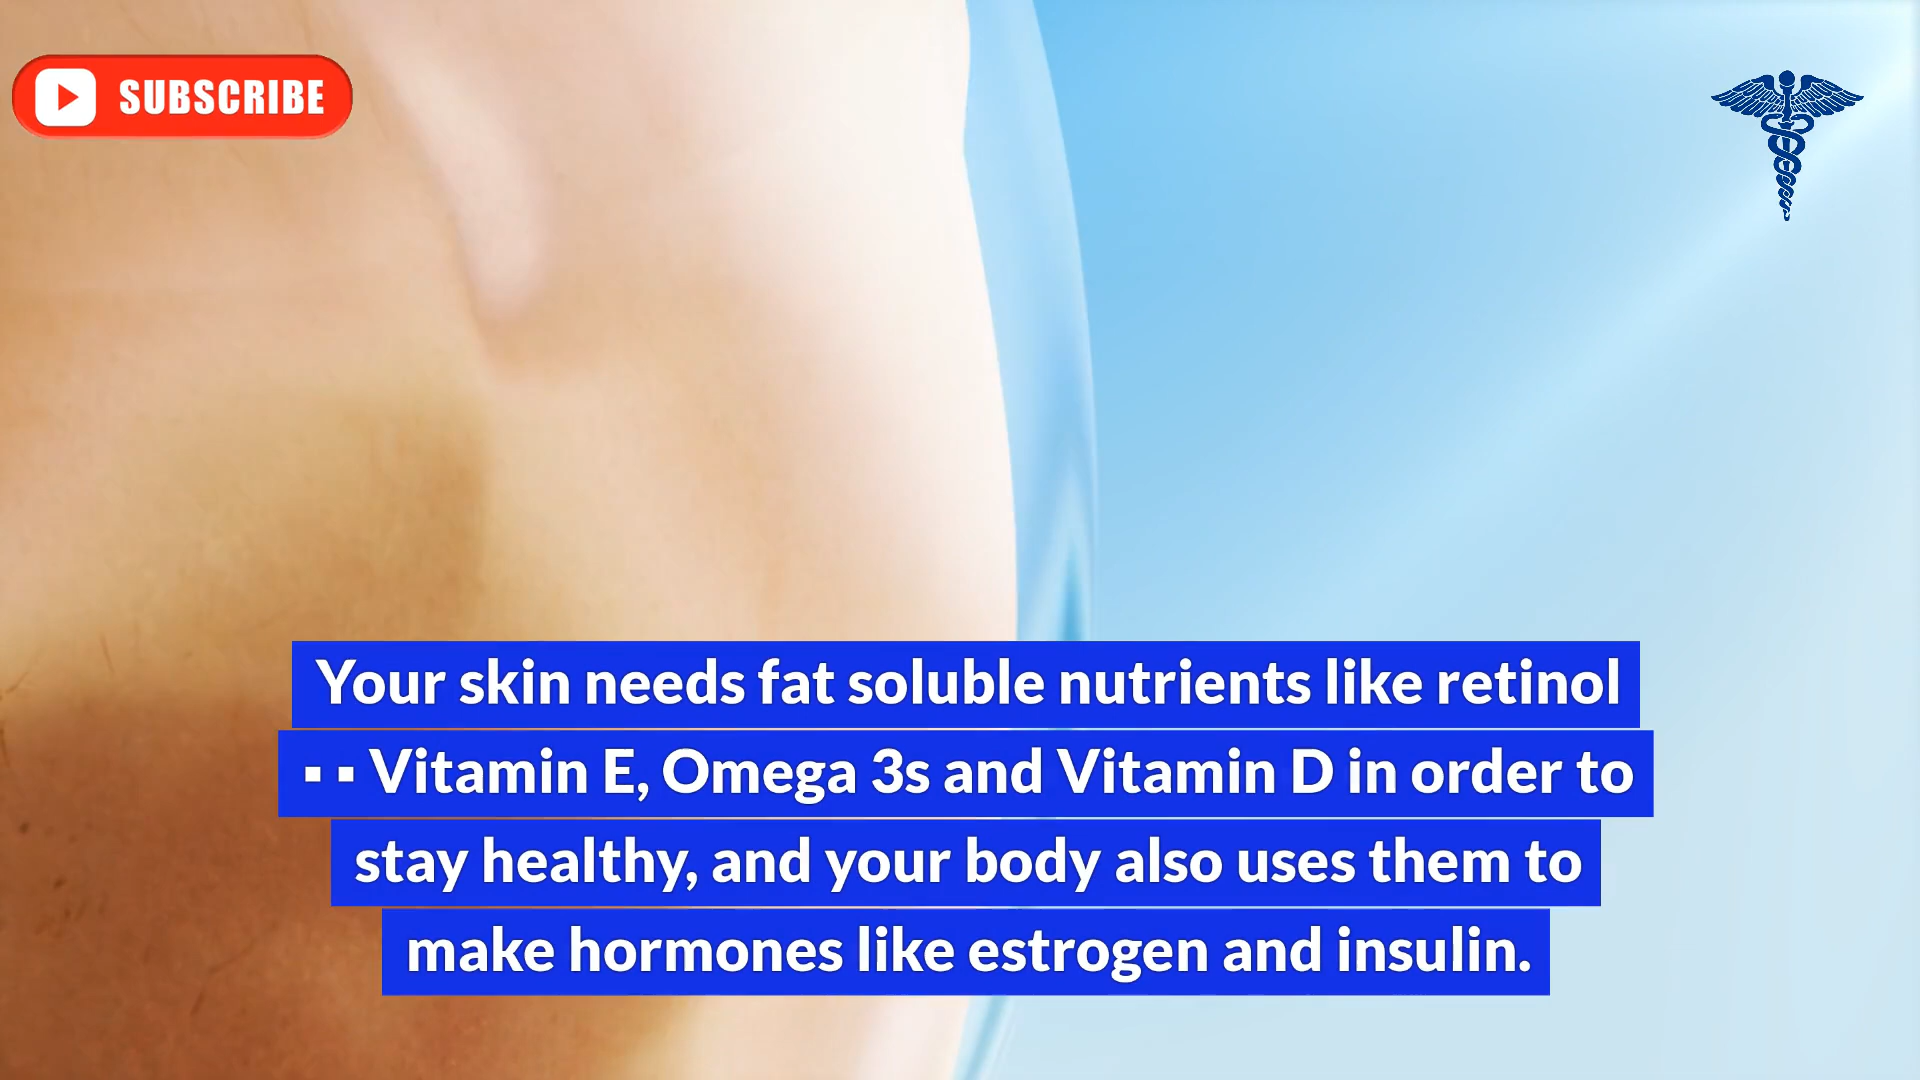 SUBSCRIBE
Your skin needs fat soluble nutrients like retinol
▪ ▪ Vitamin E, Omega 3s and Vitamin D in order to
stay healthy, and your body also uses them to
make hormones like estrogen and insulin.